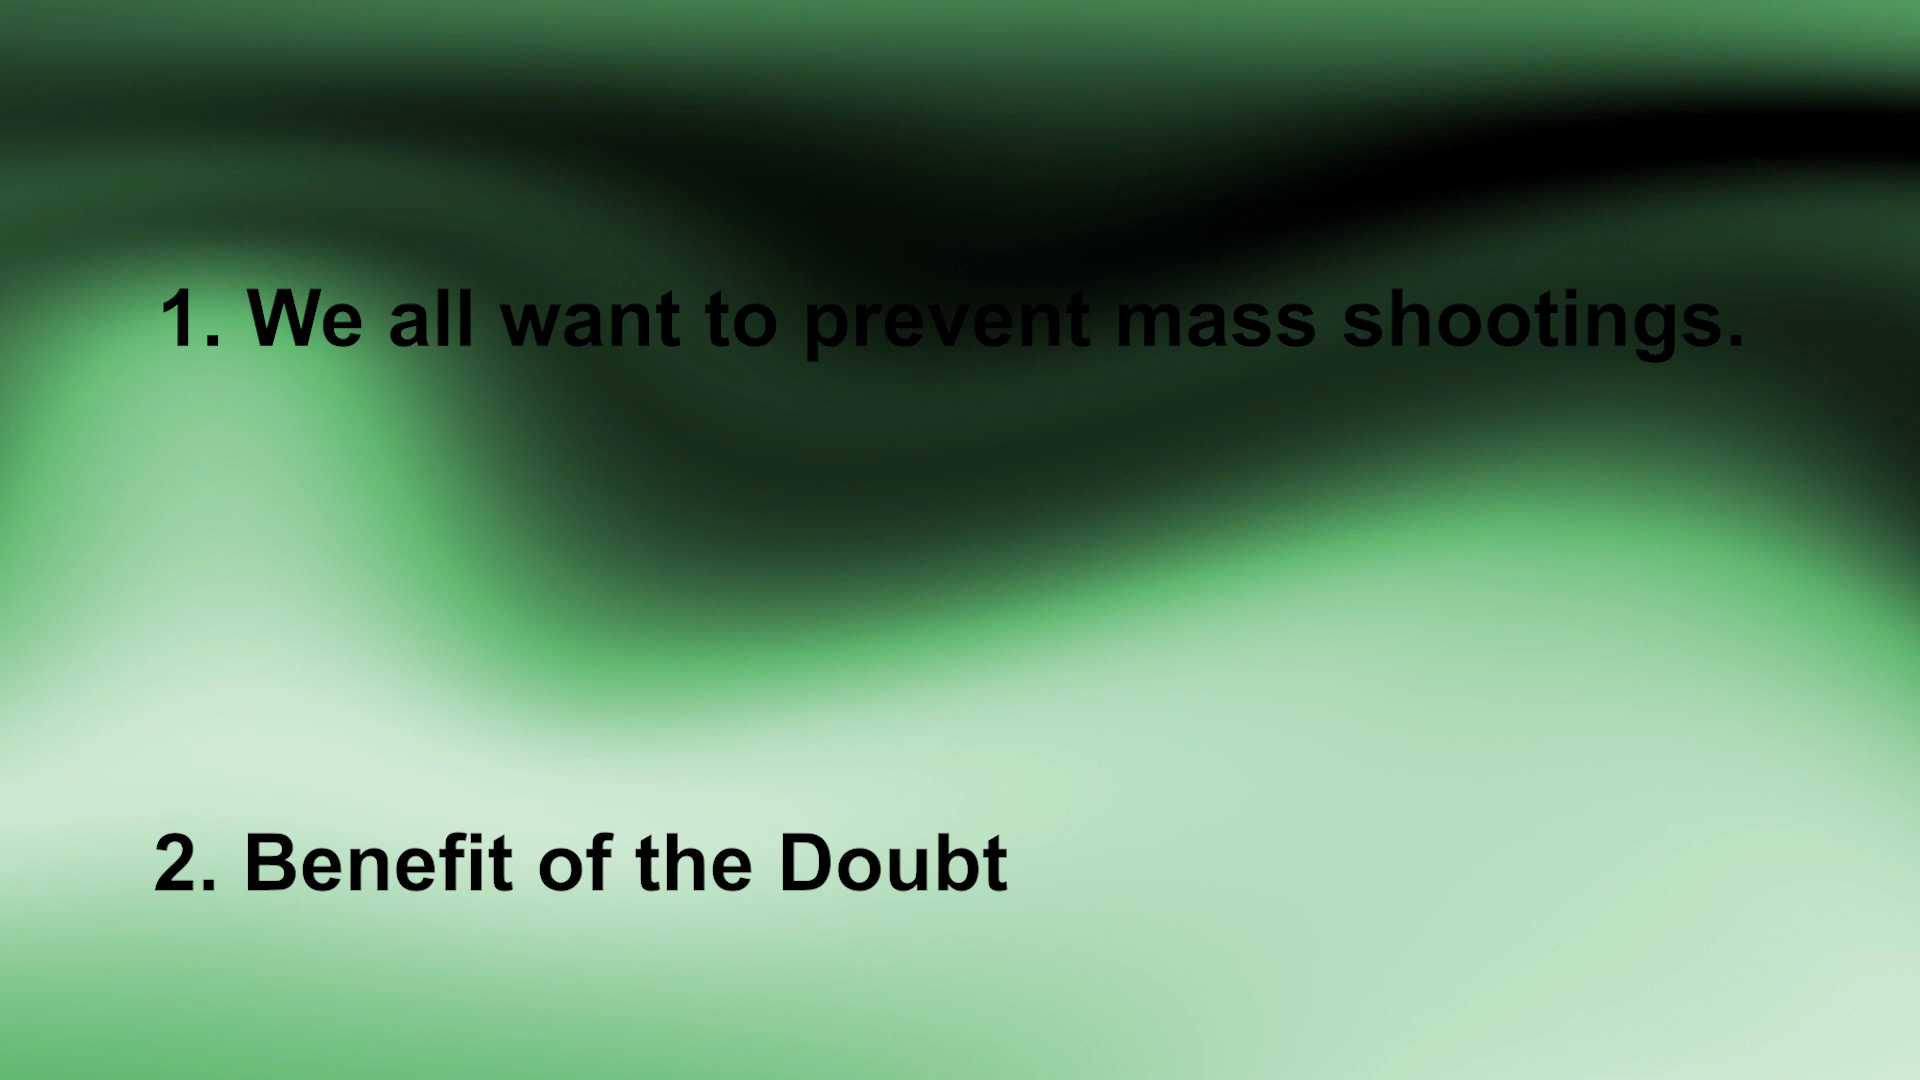 1. We all want to prevent mass shootings.
2. Benefit of the Doubt